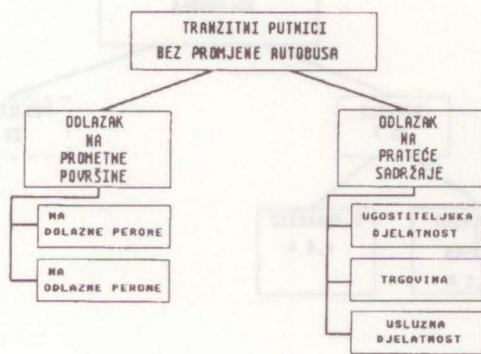 TRANZITNI PUTNICI
BEZ PROMJENE AUTOBUSA
ODLAZAK
NA
PROMETNE
POVRŠINE
NA
DOLAZNE PERONE
NA
ODLAZNE PERONE
ODLAZAK
NA
PRATEĆE
SADRŽAJE
UGOSTITELJSKA
DJELATNOST
TRGOVINA
USLUZNA
DJELATNOST